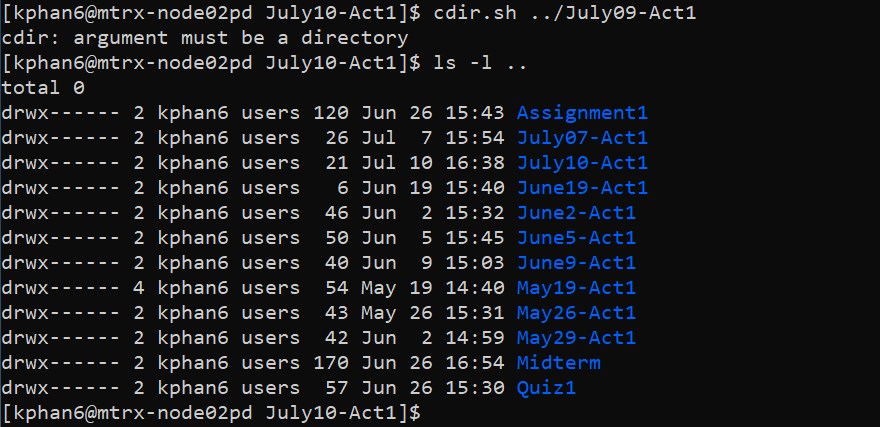 [kphan6@mtrx-node02pd July10-Act1]$ cdir.sh ../July09-Act1
cdir: argument must be a directory
[kphan6@mtrx-node02pd July10-Act1]$ ls -l ..
total 0
drwx------ 2 kphan6 users 120 Jun 26 15:43 Assignment1
drwx------ 2 kphan6 users  26 Jul  7 15:54 July07-Act1
drwx------ 2 kphan6 users  21 Jul 10 16:38 July10-Act1
drwx------ 2 kphan6 users   6 Jun 19 15:40 June19-Act1
drwx------ 2 kphan6 users  46 Jun  2 15:32 June2-Act1
drwx------ 2 kphan6 users  50 Jun  5 15:45 June5-Act1
drwx------ 2 kphan6 users  40 Jun  9 15:03 June9-Act1
drwx------ 4 kphan6 users  54 May 19 14:40 May19-Act1
drwx------ 2 kphan6 users  43 May 26 15:31 May26-Act1
drwx------ 2 kphan6 users  42 Jun  2 14:59 May29-Act1
drwx------ 2 kphan6 users 170 Jun 26 16:54 Midterm
drwx------ 2 kphan6 users  57 Jun 26 15:30 Quiz1
[kphan6@mtrx-node02pd July10-Act1]$